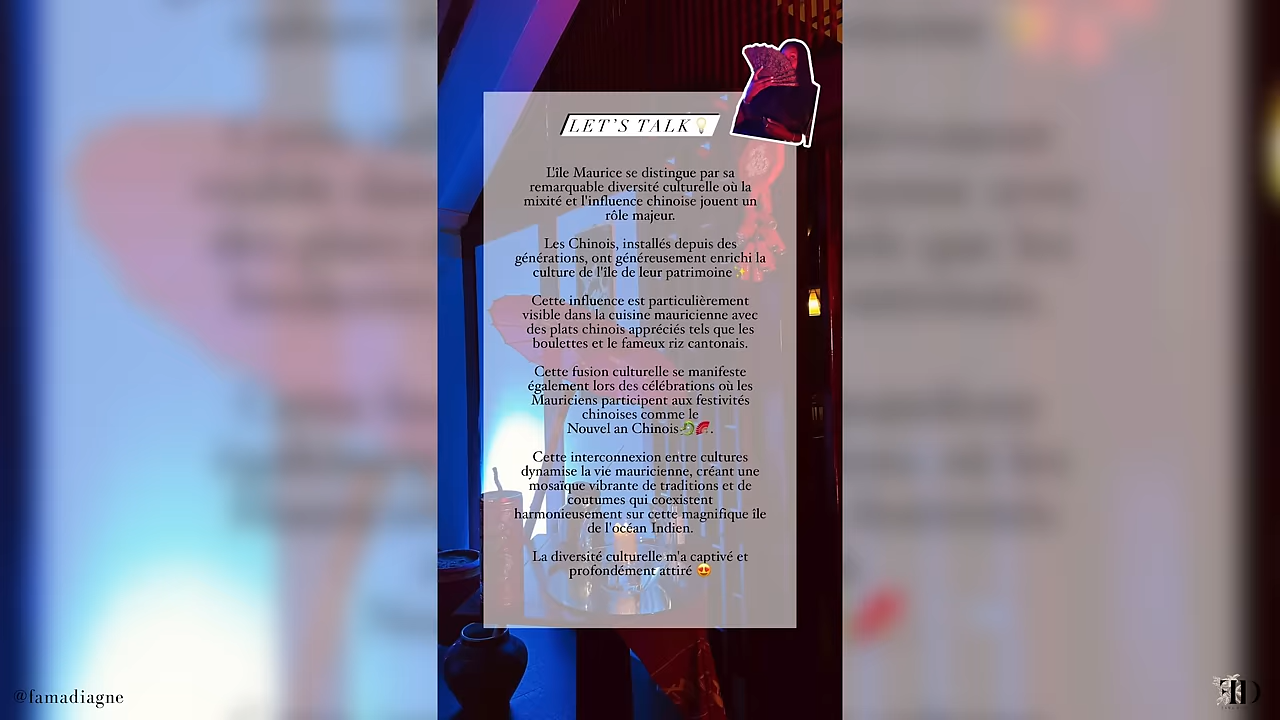 LET'S TALK💡
L'île Maurice se distingue par sa
remarquable diversité culturelle où la
mixité et l'influence chinoise jouent un
rôle majeur.
Les Chinois, installés depuis des
générations, ont généreusement enrichi la
culture de l'île de leur patrimoine✨
Cette influence est particulièrement
visible dans la cuisine mauricienne avec
des plats chinois appréciés tels que les
boulettes et le fameux riz cantonais.
Cette fusion culturelle se manifeste
également lors des célébrations où les
Mauriciens participent aux festivités
chinoises comme le
Nouvel an Chinois🐉🪭.
Cette interconnexion entre cultures
dynamise la vie mauricienne, créant une
mosaïque vibrante de traditions et de
coutumes qui coexistent
harmonieusement sur cette magnifique île
de l'océan Indien.
La diversité culturelle m'a captivé et
profondément attiré 😍
@famadiagne
FD